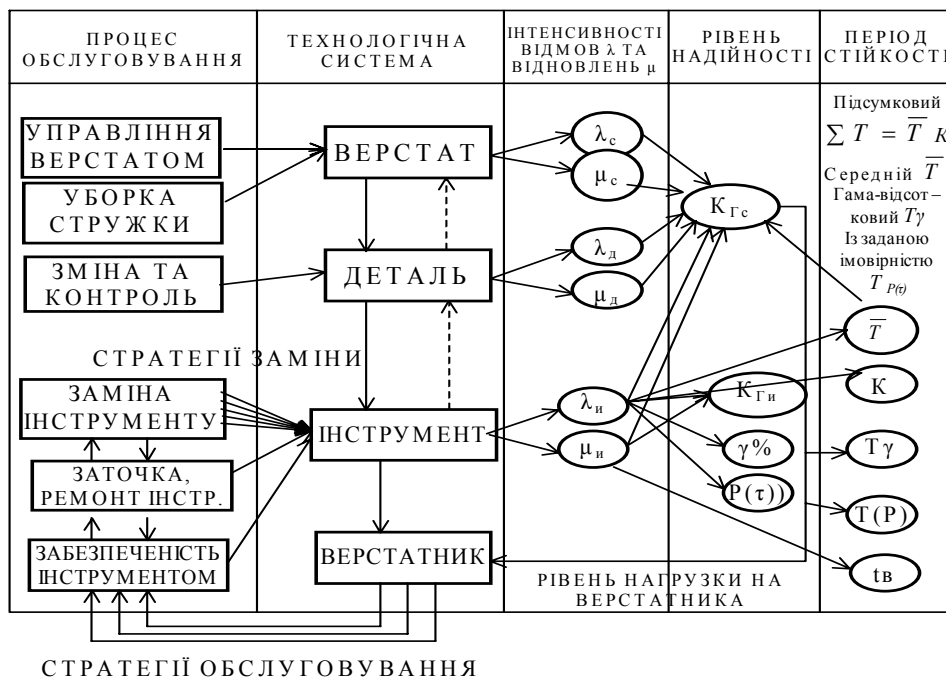 ПРОЦЕС
ОБСЛУГОВУВАННЯ
ТЕХНОЛОГІЧНА
СИСТЕМА
ІНТЕНСИВНОСТІ
ВІДМОВ λ ТА
ВІДНОВЛЕНЬ μ
РІВЕНЬ
НАДІЙНОСТІ
ПЕРІОД
СТІЙКОСТІ
УПРАВЛІННЯ
ВЕРСТАТОМ
УБОРКА
СТРУЖКИ
ЗМІНА ТА
КОНТРОЛЬ
СТРАТЕГІЇ ЗАМІНИ
ЗАМІНА
ІНСТРУМЕНТУ
ЗАТОЧКА,
РЕМОНТ ІНСТР.
ЗАБЕЗПЕЧЕНІСТЬ
ІНСТРУМЕНТОМ
ВЕРСТАТ
ДЕТАЛЬ
ІНСТРУМЕНТ
ВЕРСТАТНИК
λс
μс
λд
μд
λи
μи
КГс
КГи
γ%
P(τ))
РІВЕНЬ НАГРУЗКИ НА
ВЕРСТАТНИКА
Підсумковий
∑ T = T̅ К
Середній T̅
Гама-відсот–
ковий Tγ
Із заданою
імовірністю
T P(τ)
T̅
К
Tγ
T(P)
tв
СТРАТЕГІЇ ОБСЛУГОВУВАННЯ